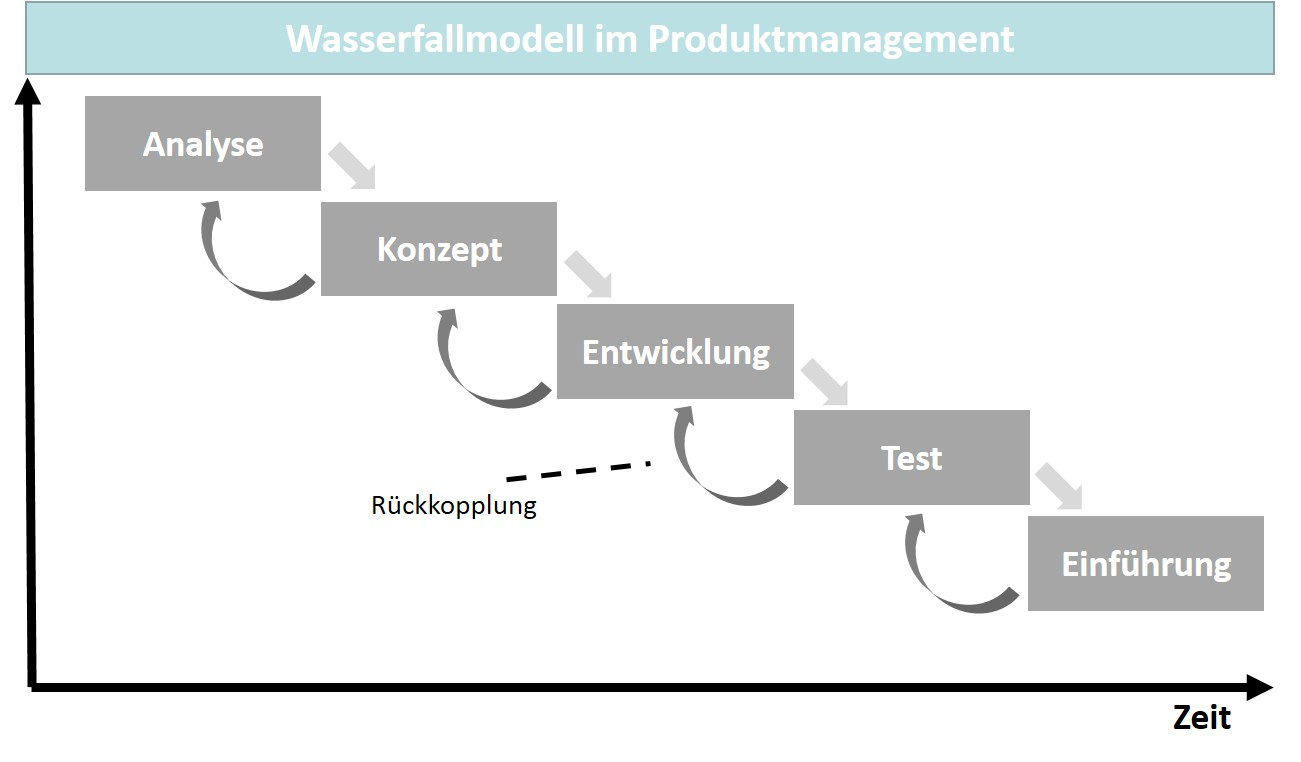 Wasserfallmodell im Produktmanagement
Analyse
Konzept
Entwicklung
Test
Rückkopplung
Einführung
Zeit